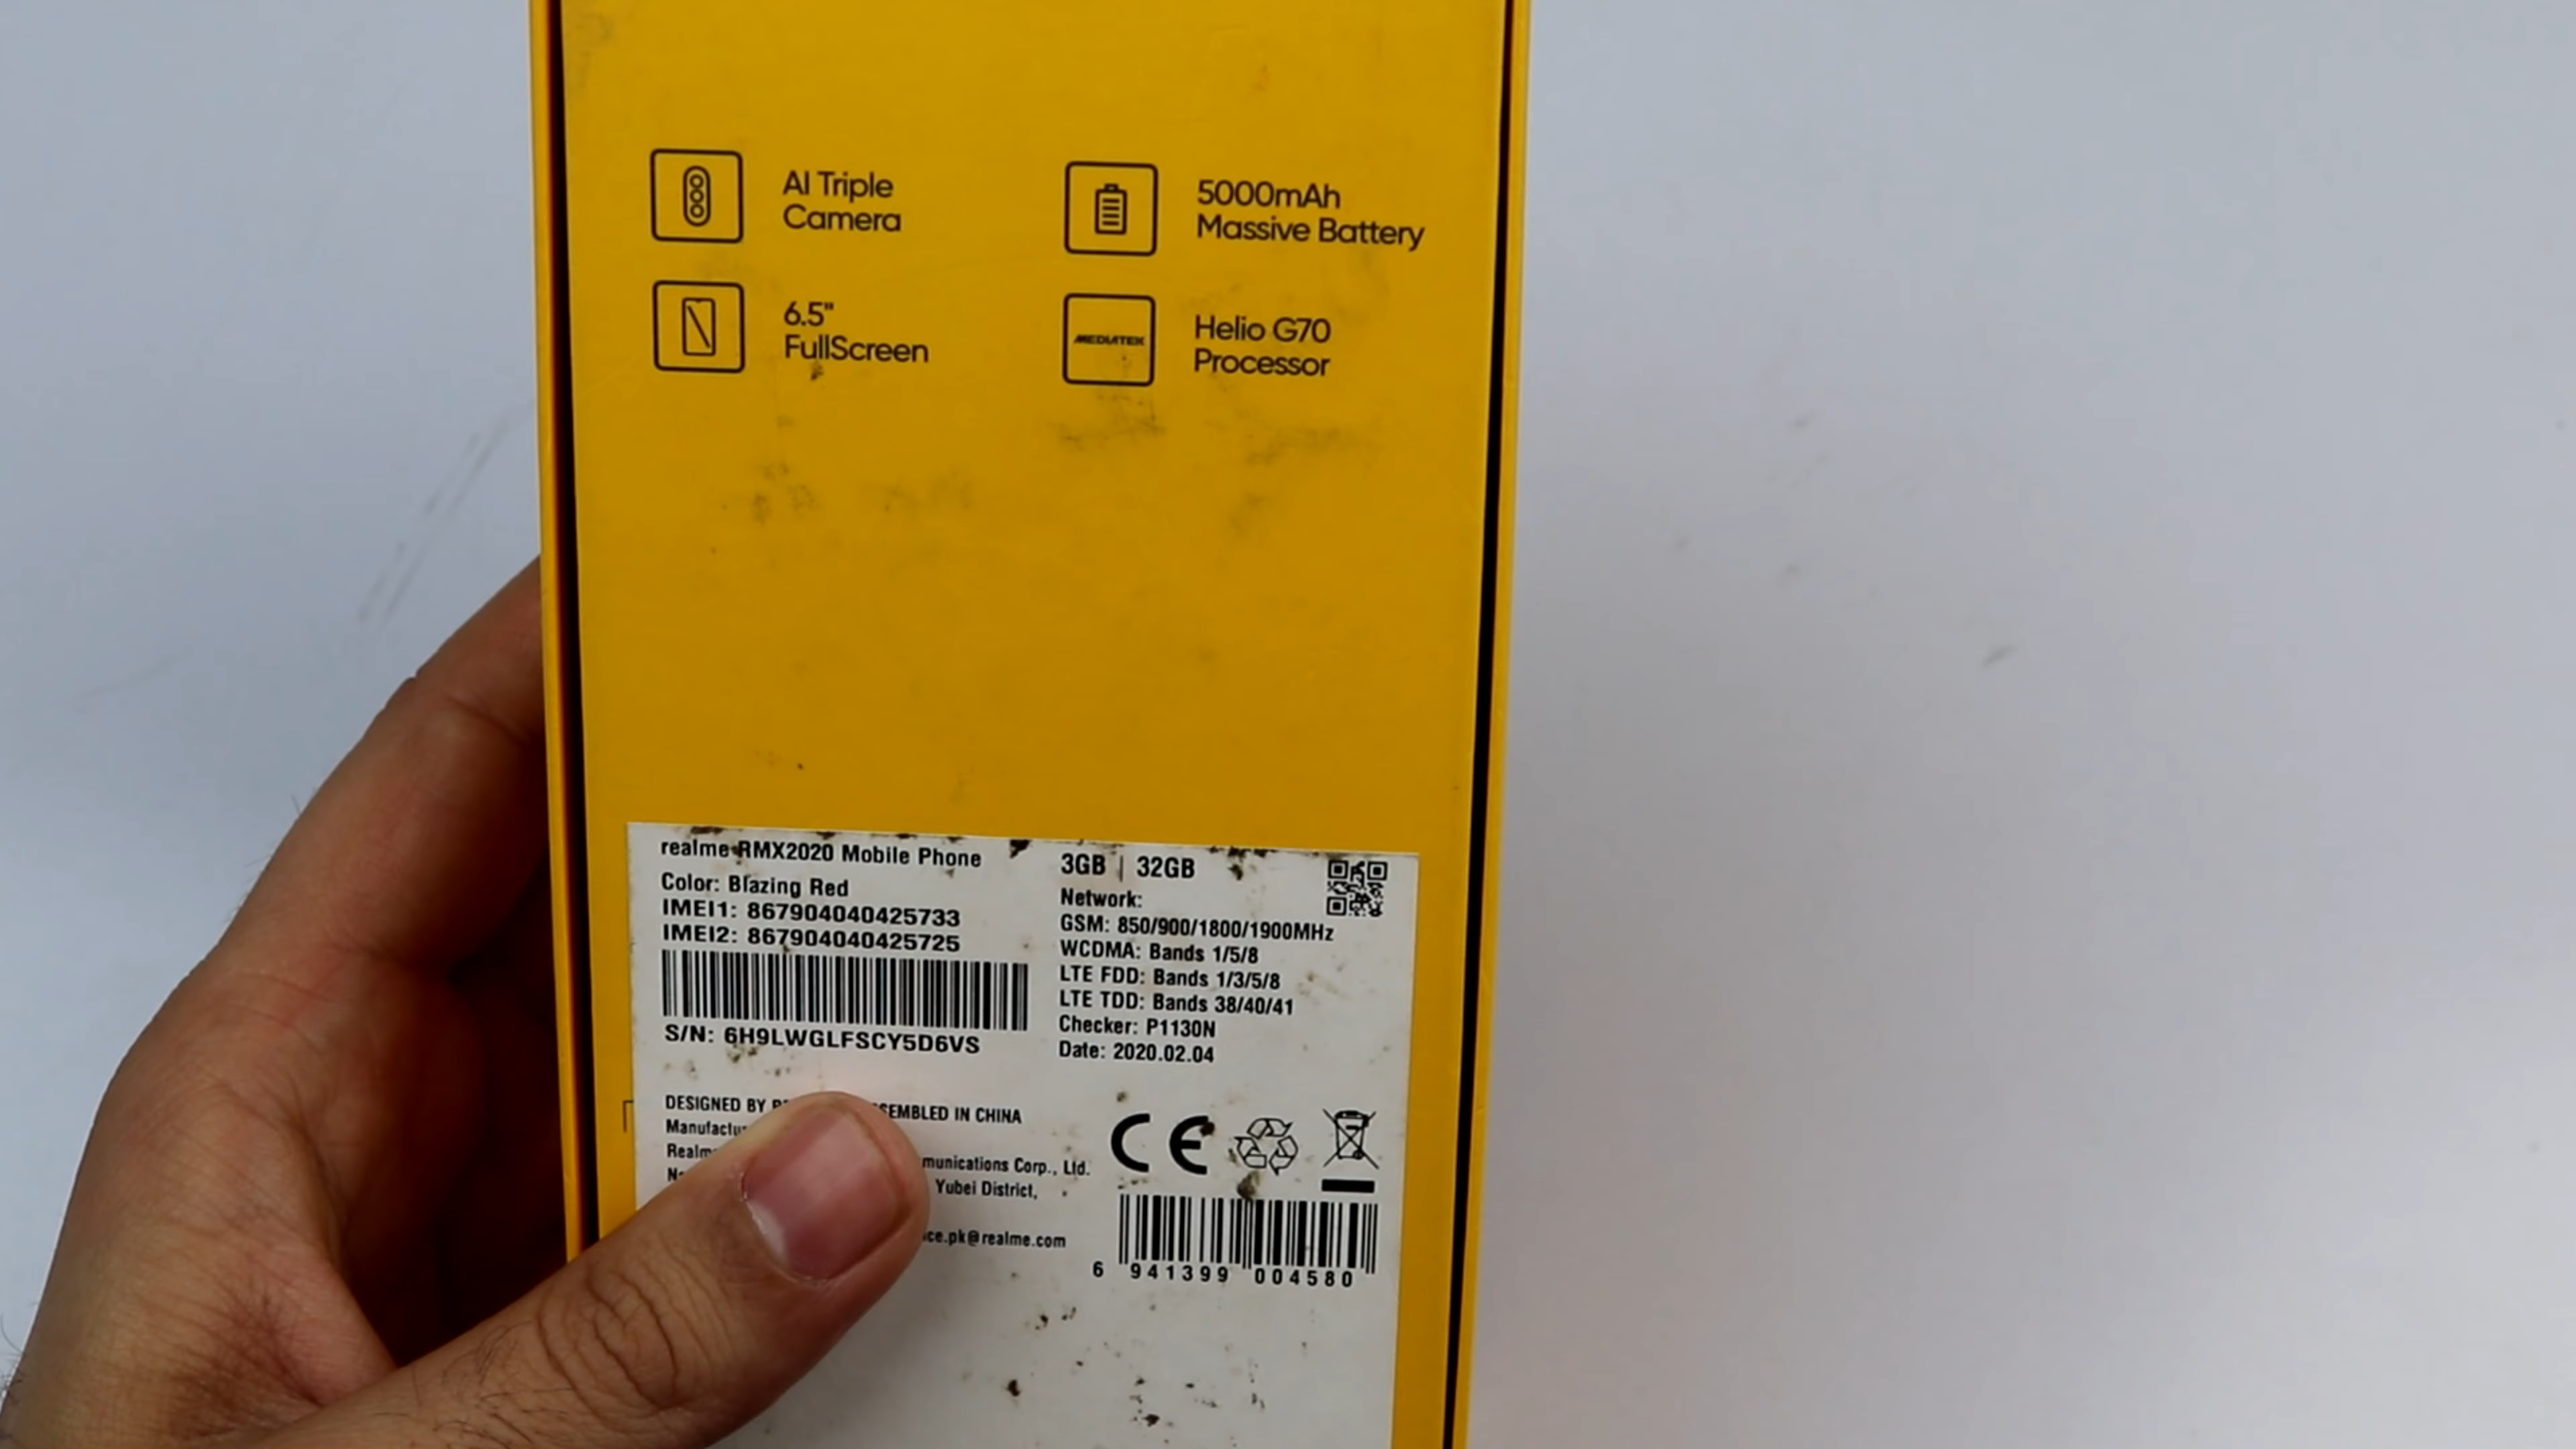 AI Triple
Camera
5000mAh
Massive Battery
6.5"
FullScreen
MEDIATEK
Helio G70
Processor
realme RMX2020 Mobile Phone
Color: Blazing Red
IMEI1: 867904040425733
IMEI2: 867904040425725
S/N: 6H9LWGLFSCY5D6VS
3GB | 32GB
Network:
GSM: 850/900/1800/1900MHz
WCDMA: Bands 1/5/8
LTE FDD: Bands 1/3/5/8
LTE TDD: Bands 38/40/41
Checker: P1130N
Date: 2020.02.04
DESIGNED BY SEMBLED IN CHINA
Manufactu
Realm munications Corp., Ltd.
Yubei District,
ce.pk@realme.com
CE
6 941399 004580